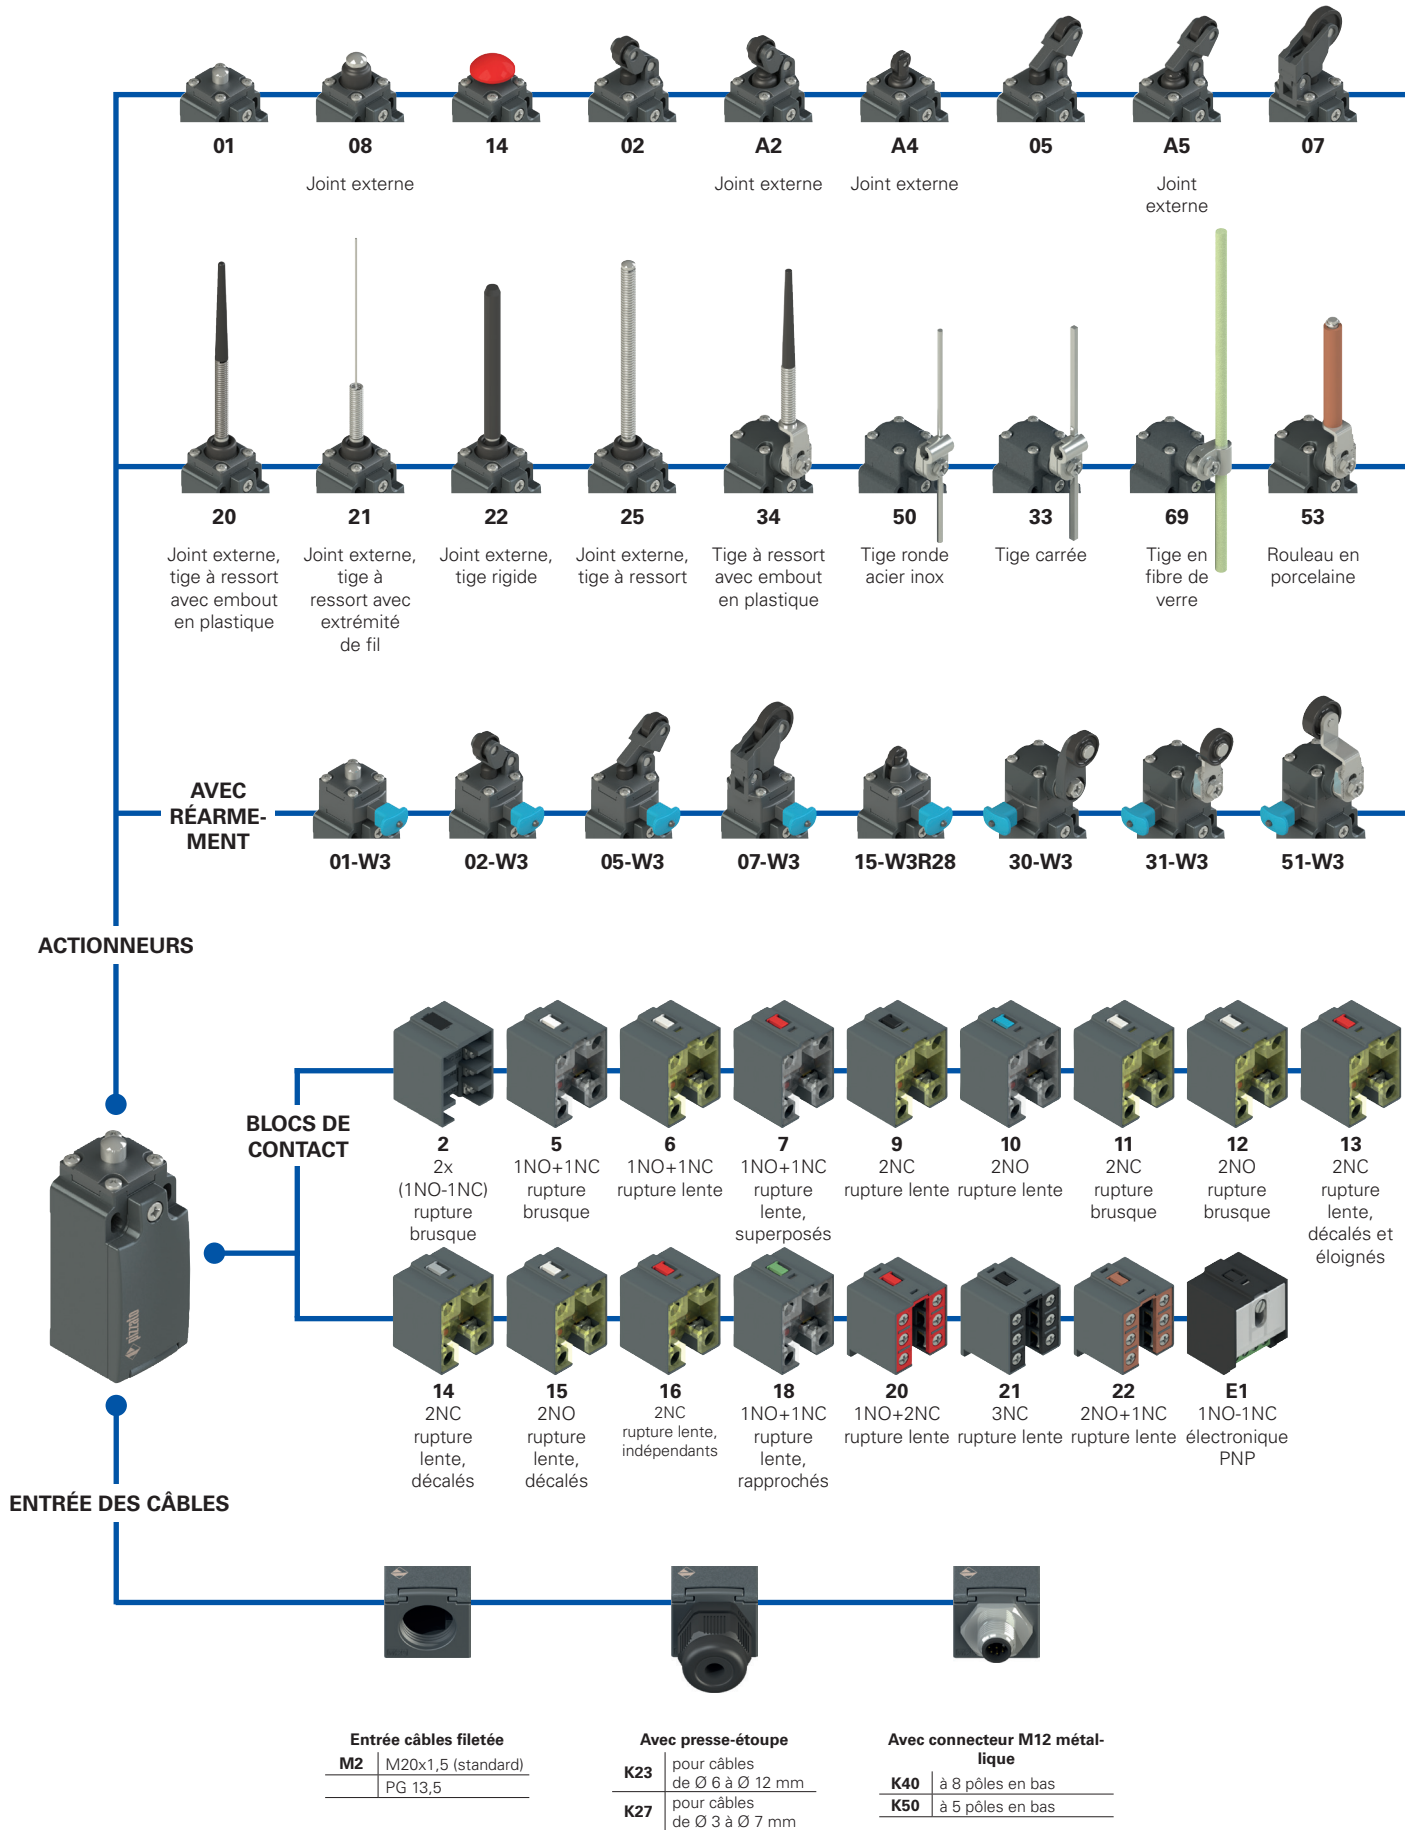 01 08 14 02 A2 A4 05 A5 07
Joint externe
Joint externe
Joint externe
Joint
externe
20 21 22 25 34 50 33 69 53
Joint externe,
tige à ressort
avec embout
en plastique
Joint externe,
tige à
ressort avec
extrémité
de fil
Joint externe,
tige rigide
Joint externe,
tige à ressort
Tige à ressort
avec embout
en plastique
Tige ronde
acier inox
Tige carrée
Tige en
fibre de
verre
Rouleau en
porcelaine
AVEC
RÉARME-
MENT
01-W3 02-W3 05-W3 07-W3 15-W3R28 30-W3 31-W3 51-W3
ACTIONNEURS
BLOCS DE
CONTACT
2
2x
(1NO-1NC)
rupture
brusque
5
1NO+1NC
rupture
brusque
6
1NO+1NC
rupture lente
7
1NO+1NC
rupture
lente,
superposés
9
2NC
rupture lente
10
2NO
rupture lente
11
2NC
rupture
brusque
12
2NO
rupture
brusque
13
2NC
rupture
lente,
décalés et
éloignés
pizzato
14
2NC
rupture
lente,
décalés
15
2NO
rupture
lente,
décalés
16
2NC
rupture lente,
indépendants
18
1NO+1NC
rupture
lente,
rapprochés
20
1NO+2NC
rupture lente
21
3NC
rupture lente
22
2NO+1NC
rupture lente
E1
1NO-1NC
électronique
PNP
ENTRÉE DES CÂBLES
Entrée câbles filetée
M2 M20x1,5 (standard)
PG 13,5
Avec presse-étoupe
K23 pour câbles
de Ø 6 à Ø 12 mm
K27 pour câbles
de Ø 3 à Ø 7 mm
Avec connecteur M12 métal-
lique
K40 à 8 pôles en bas
K50 à 5 pôles en bas